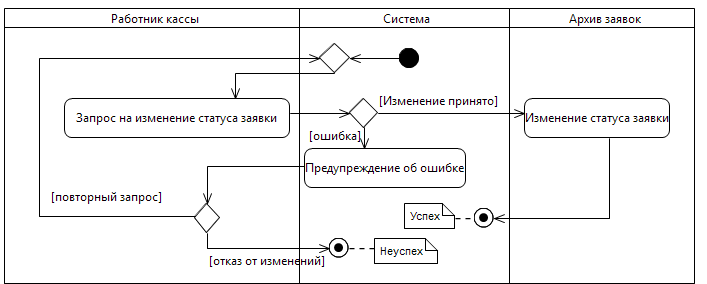 Работник кассы
Система
Архив заявок
[Изменение принято]
Запрос на изменение статуса заявки
Изменение статуса заявки
[ошибка]
Предупреждение об ошибке
[повторный запрос]
Успех
Неуспех
[отказ от изменений]